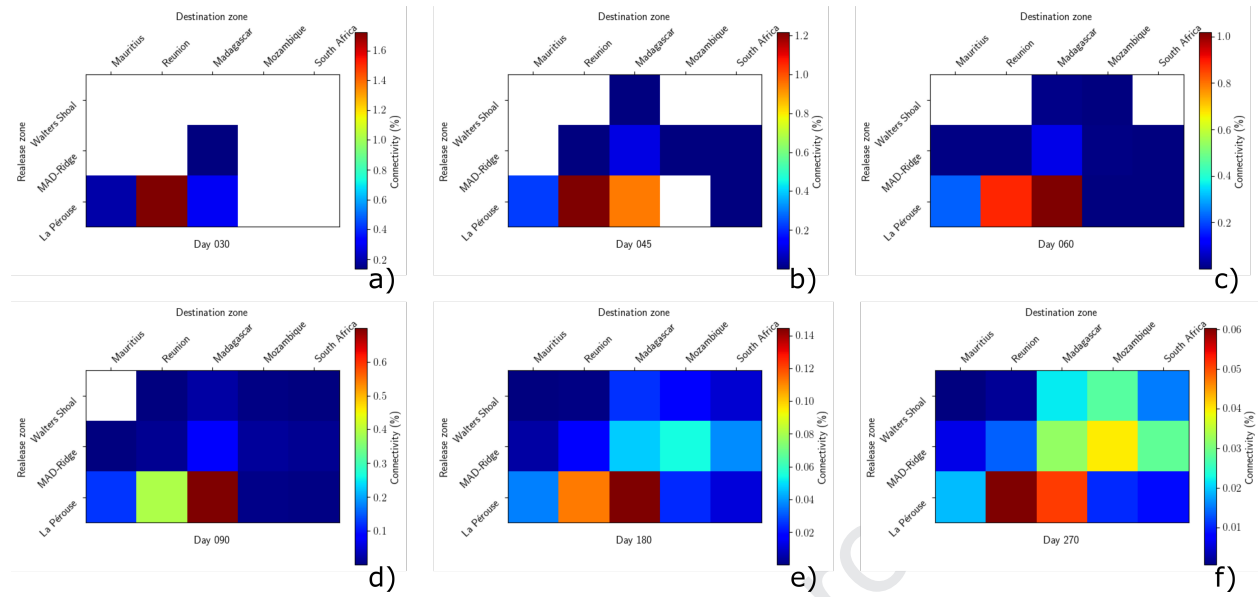 Destination zone
Mauritius
Reunion
Madagascar
Mozambique
South Africa
Realease zone
Walters Shoal
MAD-Ridge
La Pérouse
Day 030
1.6
1.4
1.2
1.0
0.8
0.6
0.4
0.2
Connectivity (%)
a)
Destination zone
Mauritius
Reunion
Madagascar
Mozambique
South Africa
Realease zone
Walters Shoal
MAD-Ridge
La Pérouse
Day 045
1.2
1.0
0.8
0.6
0.4
0.2
Connectivity (%)
b)
Destination zone
Mauritius
Reunion
Madagascar
Mozambique
South Africa
Realease zone
Walters Shoal
MAD-Ridge
La Pérouse
Day 060
1.0
0.8
0.6
0.4
0.2
Connectivity (%)
c)
Destination zone
Mauritius
Reunion
Madagascar
Mozambique
South Africa
Realease zone
Walters Shoal
MAD-Ridge
La Pérouse
Day 090
0.6
0.5
0.4
0.3
0.2
0.1
Connectivity (%)
d)
Destination zone
Mauritius
Reunion
Madagascar
Mozambique
South Africa
Realease zone
Walters Shoal
MAD-Ridge
La Pérouse
Day 180
0.14
0.12
0.10
0.08
0.06
0.04
0.02
Connectivity (%)
e)
Destination zone
Mauritius
Reunion
Madagascar
Mozambique
South Africa
Realease zone
Walters Shoal
MAD-Ridge
La Pérouse
Day 270
0.06
0.05
0.04
0.03
0.02
0.01
Connectivity (%)
f)